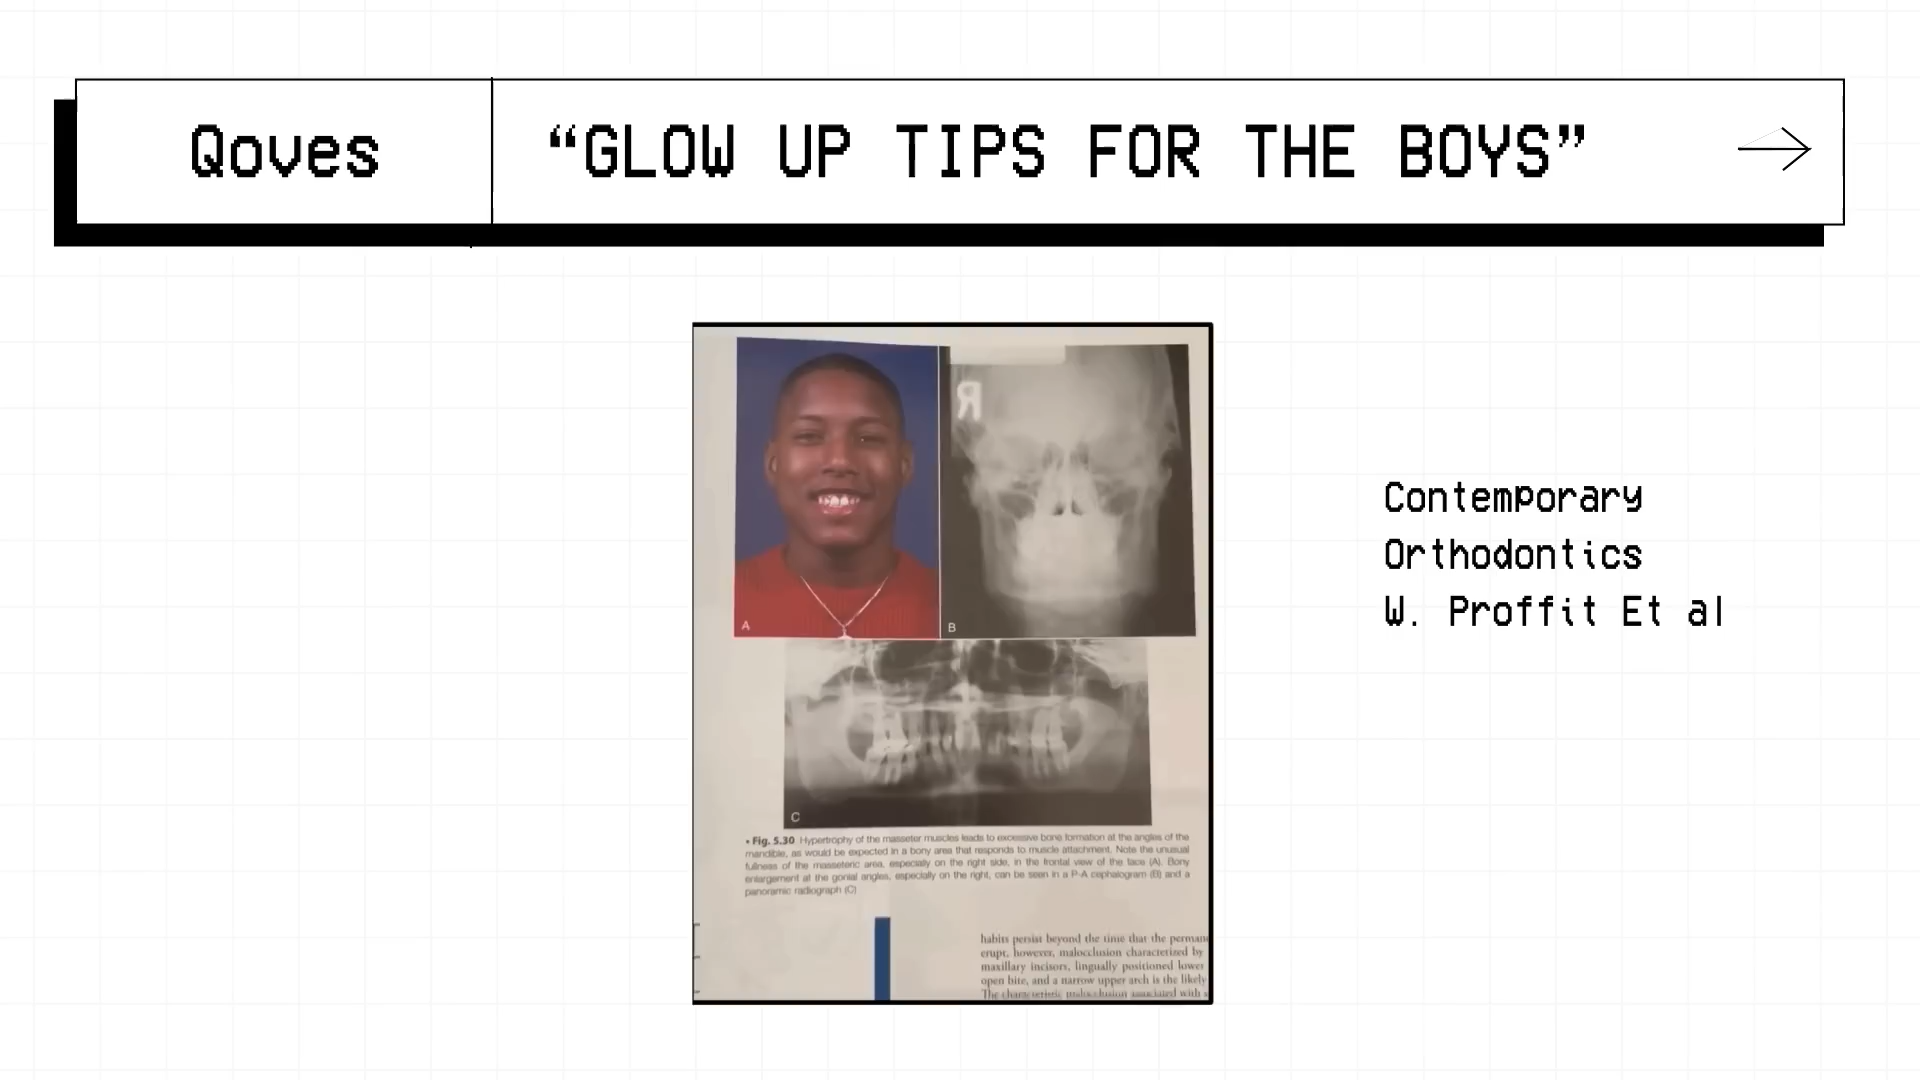 Qoves
“GLOW UP TIPS FOR THE BOYS”
R
A
B
C
Contemporary
Orthodontics
W. Proffit Et al
• Fig. 5.30 Hypertrophy of the masseter muscles leads to excessive bone formation at the angles of the
mandible, as would be expected in a bony area that responds to muscle attachment. Note the unusual
fullness of the masseteric area, especially on the right side, in the frontal view of the face (A). Bony
enlargement at the gonial angles, especially on the right, can be seen in a P-A cephalogram (B) and a
panoramic radiograph (C)
habits persist beyond the time that the perman
erupt, however, malocclusion characterized by
maxillary incisors, lingually positioned lower
open bite, and a narrow upper arch is the likely
The characteristic malocclusion associated with